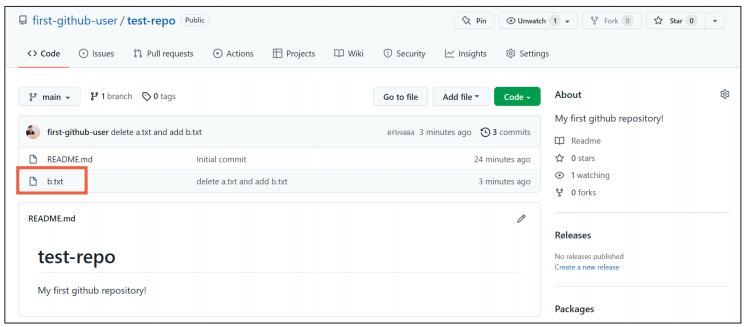 first-github-user / test-repo Public Pin Unwatch 1 Fork 0 Star 0
<> Code Issues Pull requests Actions Projects Wiki Security Insights Settings
main 1 branch 0 tags Go to file Add file Code
About
My first github repository!
Readme
0 stars
1 watching
0 forks
first-github-user delete a.txt and add b.txt 0fb9884 3 minutes ago 3 commits
README.md Initial commit 24 minutes ago
b.txt delete a.txt and add b.txt 3 minutes ago
README.md
test-repo
My first github repository!
Releases
No releases published
Create a new release
Packages